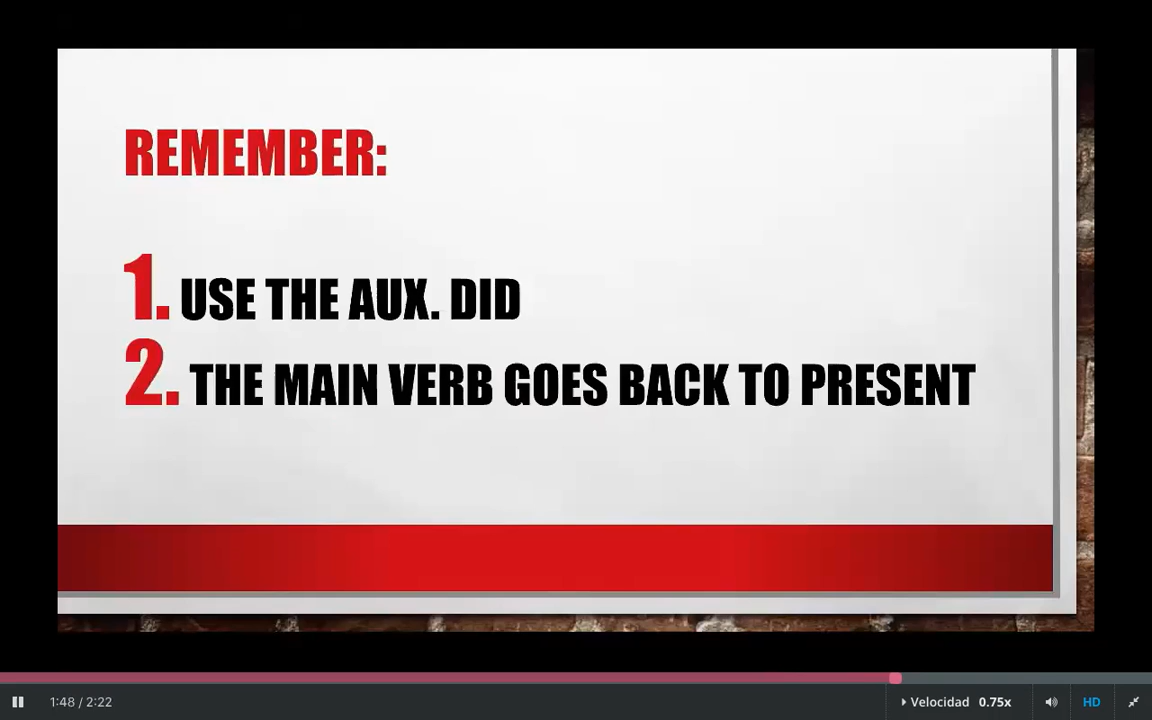 REMEMBER:
1. USE THE AUX. DID
2. THE MAIN VERB GOES BACK TO PRESENT
1:48 / 2:22
Velocidad 0.75x
HD